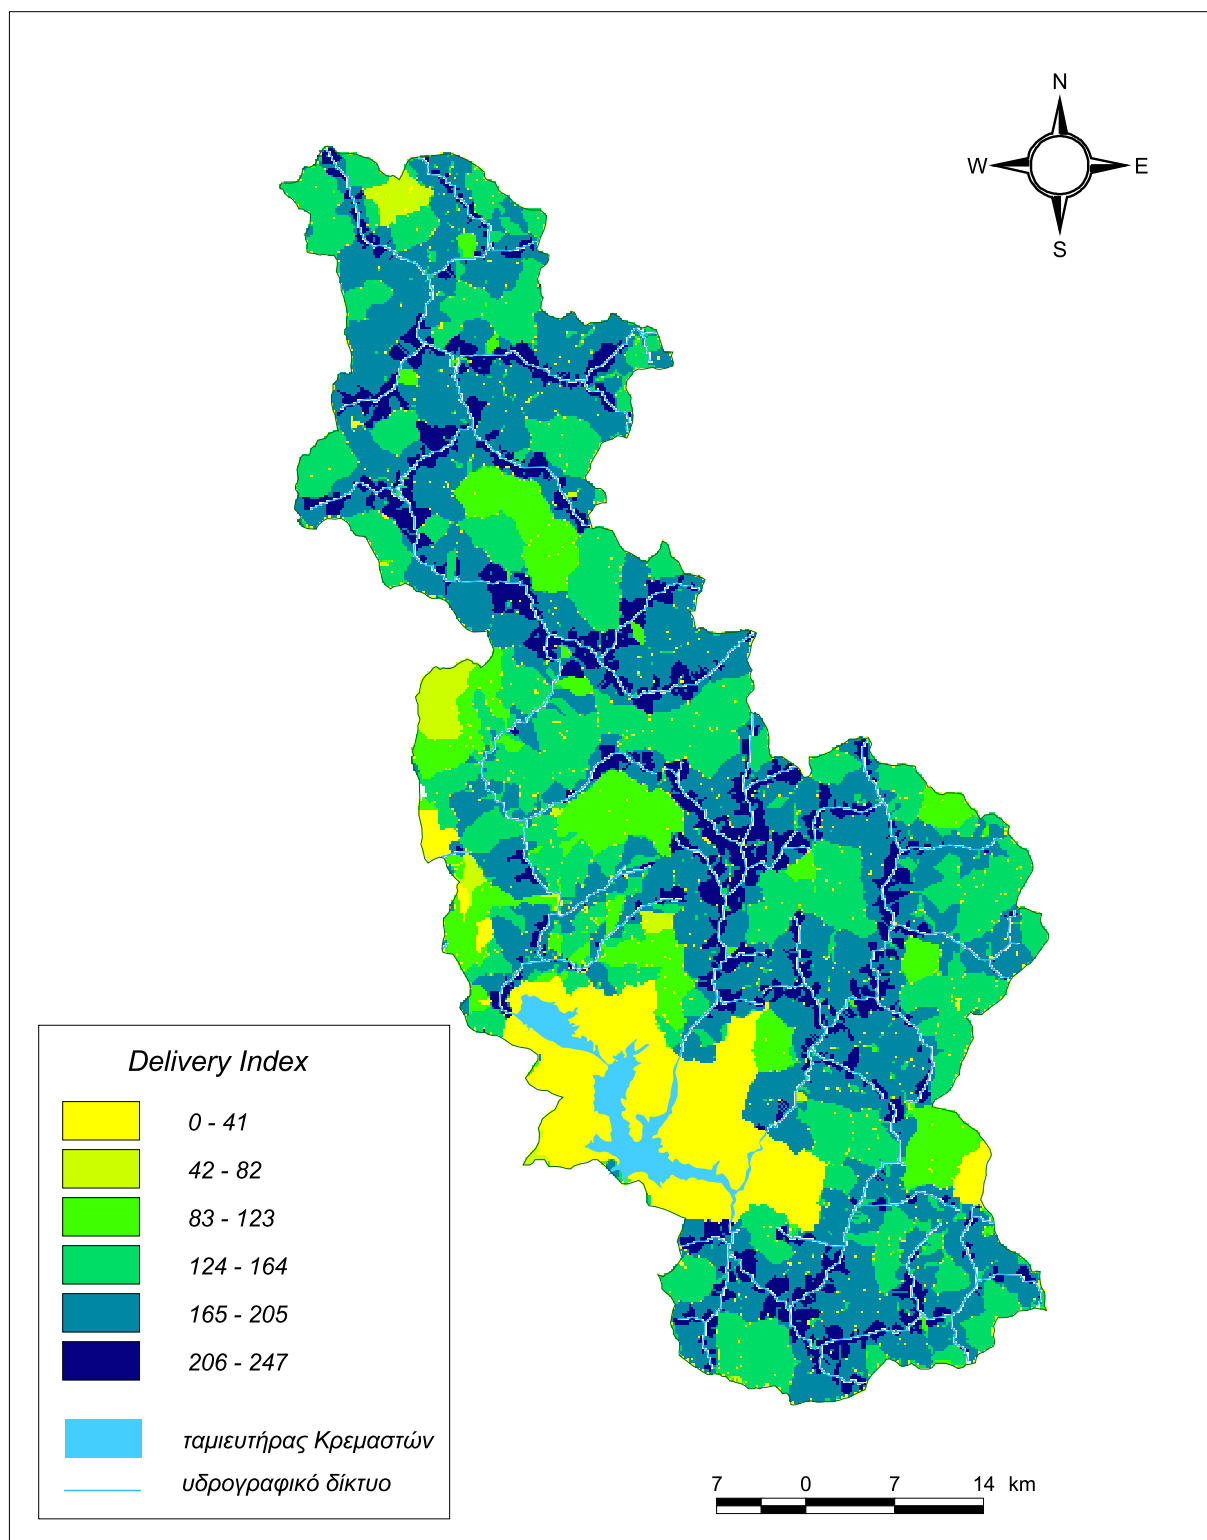 N
W
E
S
Delivery Index
0 - 41
42 - 82
83 - 123
124 - 164
165 - 205
206 - 247
ταμιευτήρας Κρεμαστών
υδρογραφικό δίκτυο
7 0 7 14 km